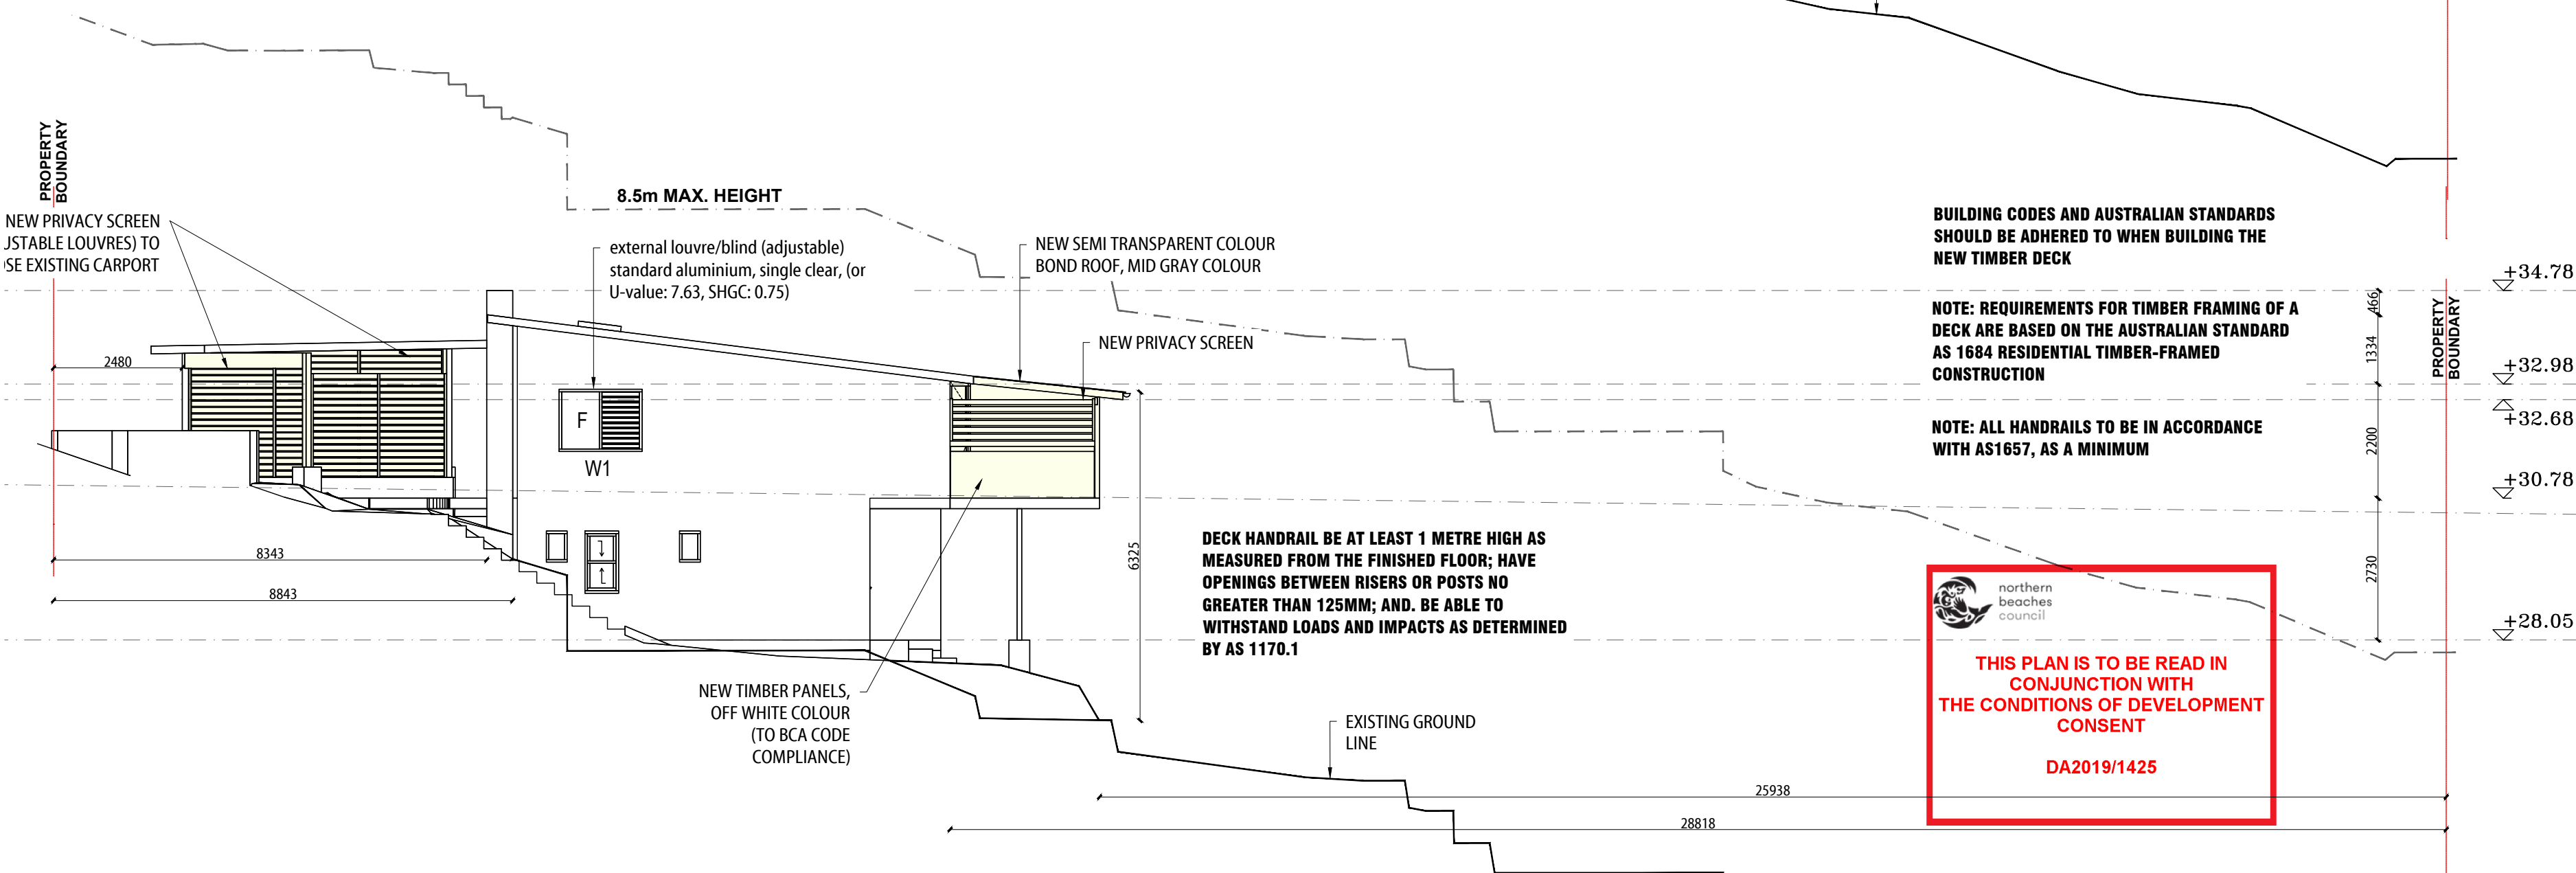 PROPERTY
BOUNDARY
NEW PRIVACY SCREEN
JSTABLE LOUVRES) TO
SE EXISTING CARPORT
8.5m MAX. HEIGHT
external louvre/blind (adjustable)
standard aluminium, single clear, (or
U-value: 7.63, SHGC: 0.75)
NEW SEMI TRANSPARENT COLOUR
BOND ROOF, MID GRAY COLOUR
NEW PRIVACY SCREEN
BUILDING CODES AND AUSTRALIAN STANDARDS
SHOULD BE ADHERED TO WHEN BUILDING THE
NEW TIMBER DECK
NOTE: REQUIREMENTS FOR TIMBER FRAMING OF A
DECK ARE BASED ON THE AUSTRALIAN STANDARD
AS 1684 RESIDENTIAL TIMBER-FRAMED
CONSTRUCTION
NOTE: ALL HANDRAILS TO BE IN ACCORDANCE
WITH AS1657, AS A MINIMUM
466
1334
2200
2730
PROPERTY
BOUNDARY
+34.78
+32.98
+32.68
+30.78
+28.05
2480
F
W1
8343
8843
6325
DECK HANDRAIL BE AT LEAST 1 METRE HIGH AS
MEASURED FROM THE FINISHED FLOOR; HAVE
OPENINGS BETWEEN RISERS OR POSTS NO
GREATER THAN 125MM; AND. BE ABLE TO
WITHSTAND LOADS AND IMPACTS AS DETERMINED
BY AS 1170.1
NEW TIMBER PANELS,
OFF WHITE COLOUR
(TO BCA CODE
COMPLIANCE)
EXISTING GROUND
LINE
25938
28818
northern
beaches
council
THIS PLAN IS TO BE READ IN
CONJUNCTION WITH
THE CONDITIONS OF DEVELOPMENT
CONSENT
DA2019/1425